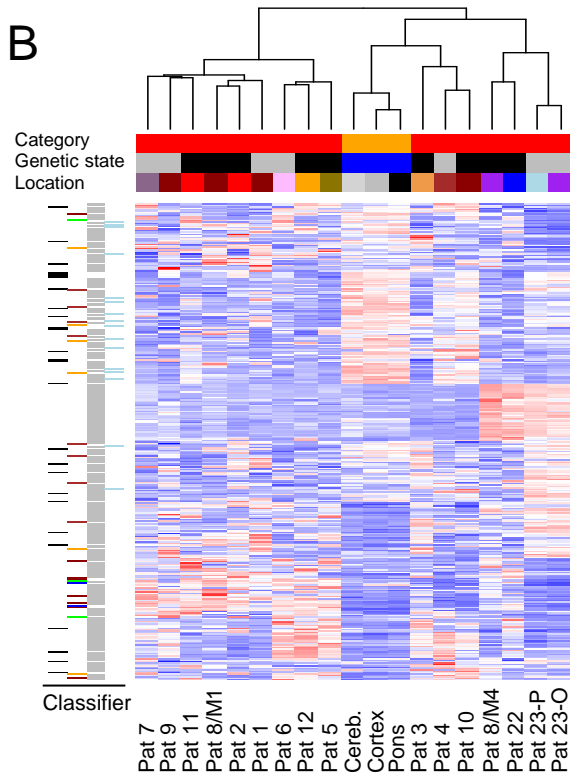 B
Category
Genetic state
Location
Classifier
Pat 7
Pat 9
Pat 11
Pat 8/M1
Pat 2
Pat 1
Pat 6
Pat 12
Pat 5
Cereb.
Cortex
Pons
Pat 3
Pat 4
Pat 10
Pat 8/M4
Pat 22
Pat 23-P
Pat 23-O